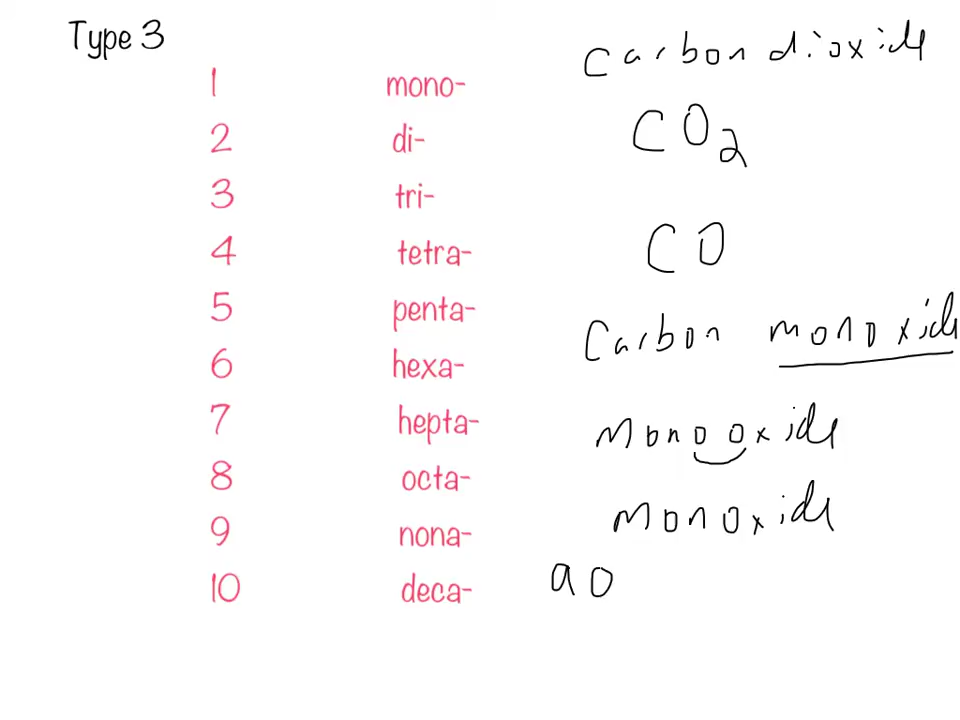 Type 3
1 mono-
2 di-
3 tri-
4 tetra-
5 penta-
6 hexa-
7 hepta-
8 octa-
9 nona-
10 deca-
Carbon dioxide
CO2
CO
Carbon monoxide
Monooxide
Monoxide
ao